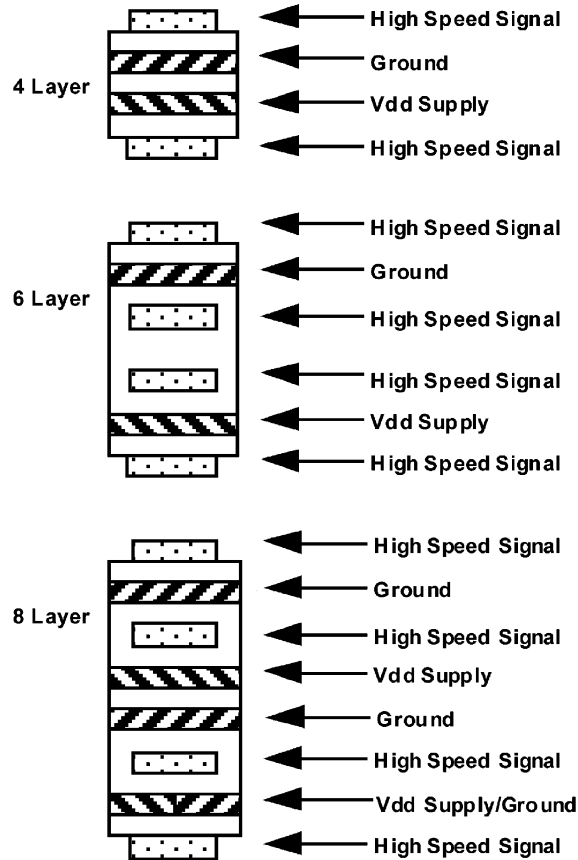 High Speed Signal
Ground
4 Layer
Vdd Supply
High Speed Signal
High Speed Signal
Ground
6 Layer
High Speed Signal
High Speed Signal
Vdd Supply
High Speed Signal
High Speed Signal
Ground
8 Layer
High Speed Signal
Vdd Supply
Ground
High Speed Signal
Vdd Supply/Ground
High Speed Signal